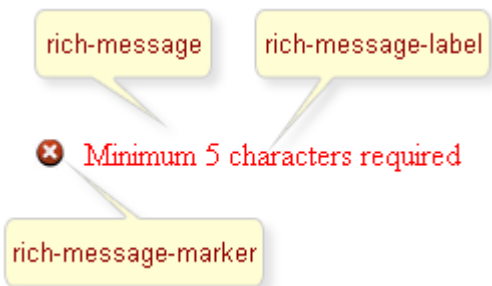 rich-message
rich-message-label
Minimum 5 characters required
rich-message-marker